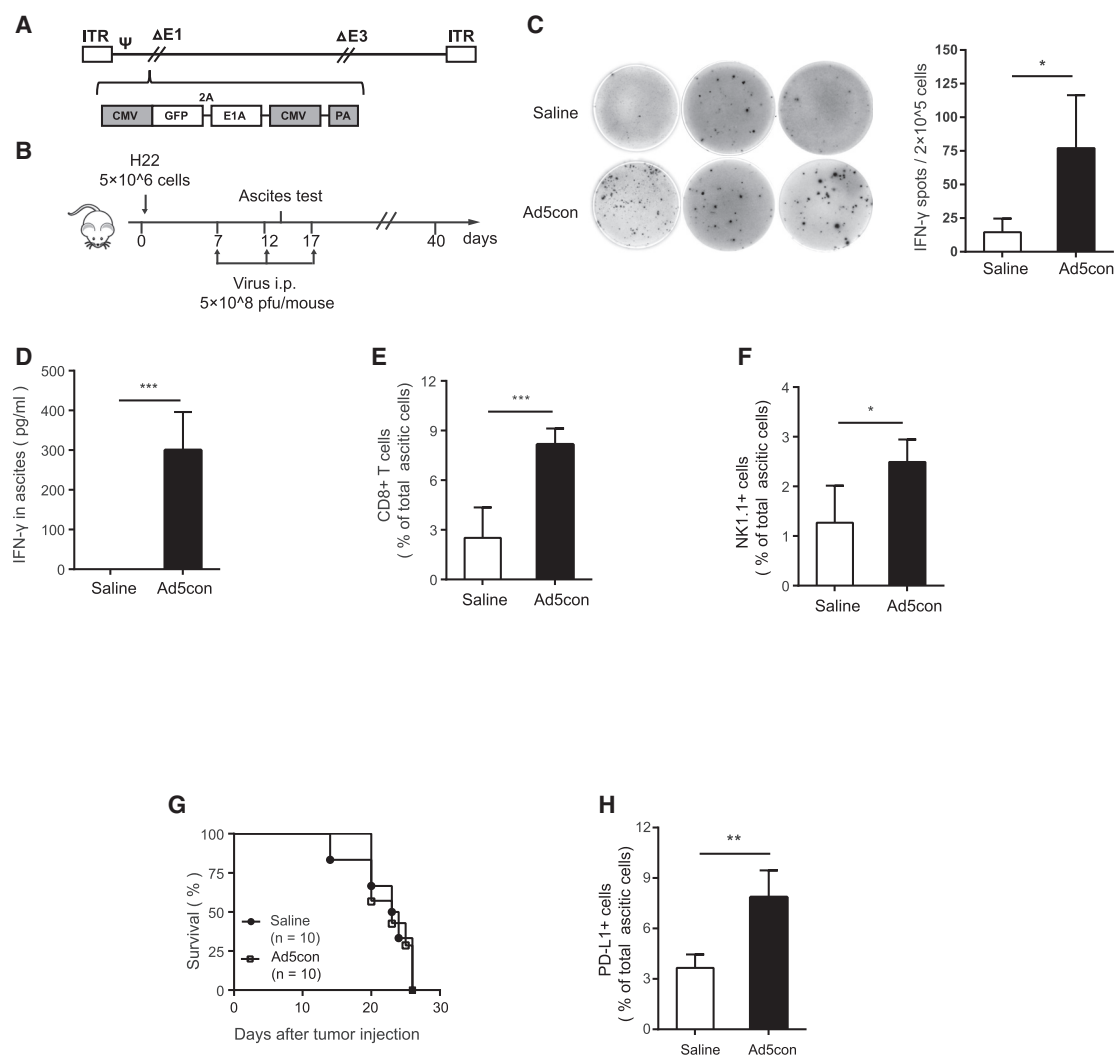 A
ITR
Ψ
ΔE1
ΔE3
ITR
2A
CMV
GFP
E1A
CMV
PA
B
H22
5×10^6 cells
Ascites test
0
7
12
17
40
days
Virus i.p.
5×10^8 pfu/mouse
C
Saline
Ad5con
IFN-γ spots / 2×10^5 cells
150
125
100
75
50
25
0
*
Saline
Ad5con
D
IFN-γ in ascites ( pg/ml )
500
400
300
200
100
0
***
Saline
Ad5con
E
CD8+ T cells
( % of total ascitic cells)
12
9
6
3
0
***
Saline
Ad5con
F
NK1.1+ cells
( % of total ascitic cells)
4
3
2
1
0
*
Saline
Ad5con
G
Survival ( % )
100
75
50
25
0
Saline
(n = 10)
Ad5con
(n = 10)
0
10
20
30
Days after tumor injection
H
PD-L1+ cells
( % of total ascitic cells)
12
9
6
3
0
**
Saline
Ad5con